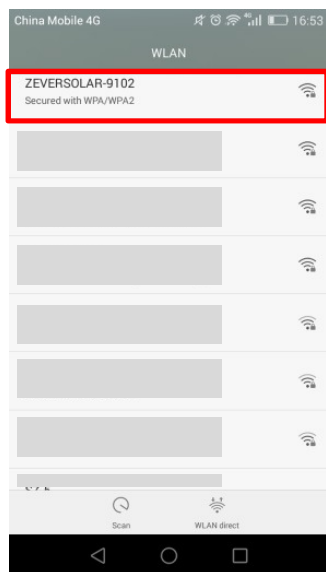 China Mobile 4G 16:53
WLAN
ZEVERSOLAR-9102
Secured with WPA/WPA2
Scan WLAN direct